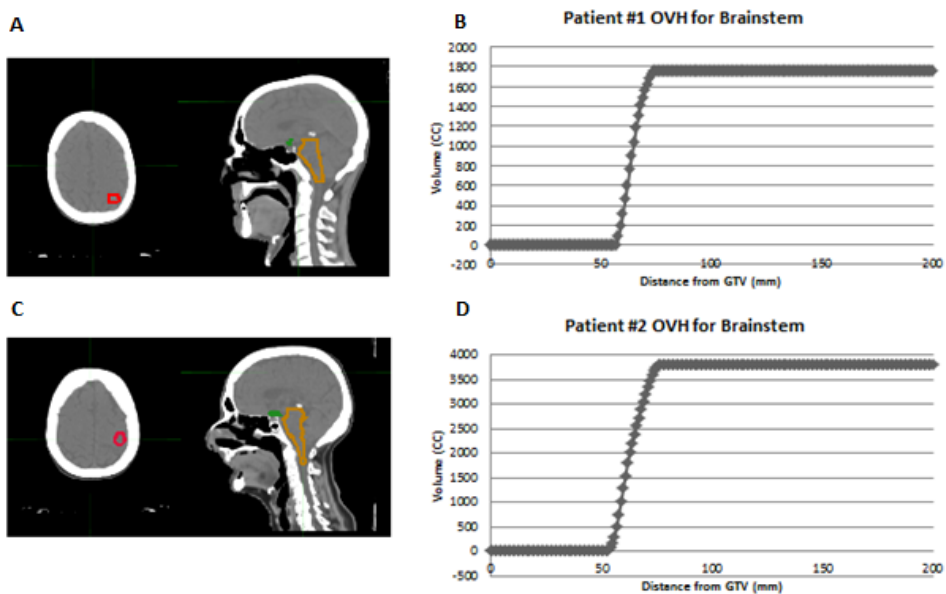 A
B
Patient #1 OVH for Brainstem
2000
1800
1600
1400
1200
1000
800
600
400
200
0
-200
Volume (CC)
0 50 100 150 200
Distance from GTV (mm)
C
D
Patient #2 OVH for Brainstem
4000
3500
3000
2500
2000
1500
1000
500
0
-500
Volume (CC)
0 50 100 150 200
Distance from GTV (mm)